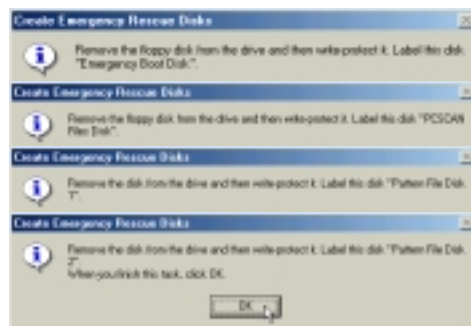 Create Emergency Rescue Disks
Remove the floppy disk from the drive and then write-protect it. Label this disk
"Emergency Boot Disk".
Create Emergency Rescue Disks
Remove the floppy disk from the drive and then write-protect it. Label this disk "PCSCAN
Files Disk".
Create Emergency Rescue Disks
Remove the disk from the drive and then write-protect it. Label this disk "Pattern File Disk
1".
Create Emergency Rescue Disks
Remove the disk from the drive and then write-protect it. Label this disk "Pattern File Disk
2".
When you finish this task, click OK.
OK